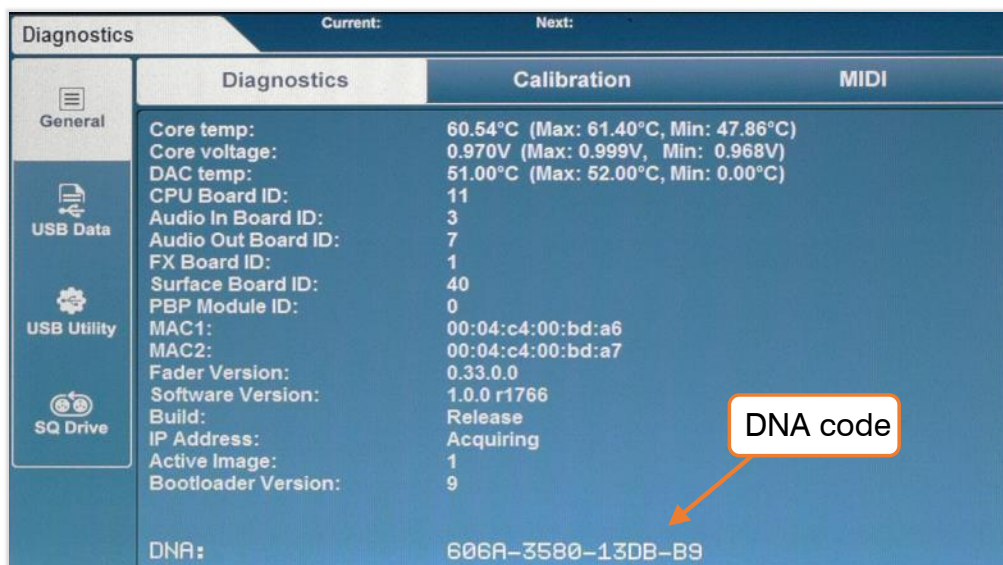 Diagnostics
Current: Next:
Diagnostics Calibration MIDI
General
USB Data
USB Utility
SQ Drive
Core temp: 60.54°C (Max: 61.40°C, Min: 47.86°C)
Core voltage: 0.970V (Max: 0.999V, Min: 0.968V)
DAC temp: 51.00°C (Max: 52.00°C, Min: 0.00°C)
CPU Board ID: 11
Audio In Board ID: 3
Audio Out Board ID: 7
FX Board ID: 1
Surface Board ID: 40
PBP Module ID: 0
MAC1: 00:04:c4:00:bd:a6
MAC2: 00:04:c4:00:bd:a7
Fader Version: 0.33.0.0
Software Version: 1.0.0 r1766
Build: Release
IP Address: Acquiring
Active Image: 1
Bootloader Version: 9
DNA code
DNA: 606A-3580-13DB-B9